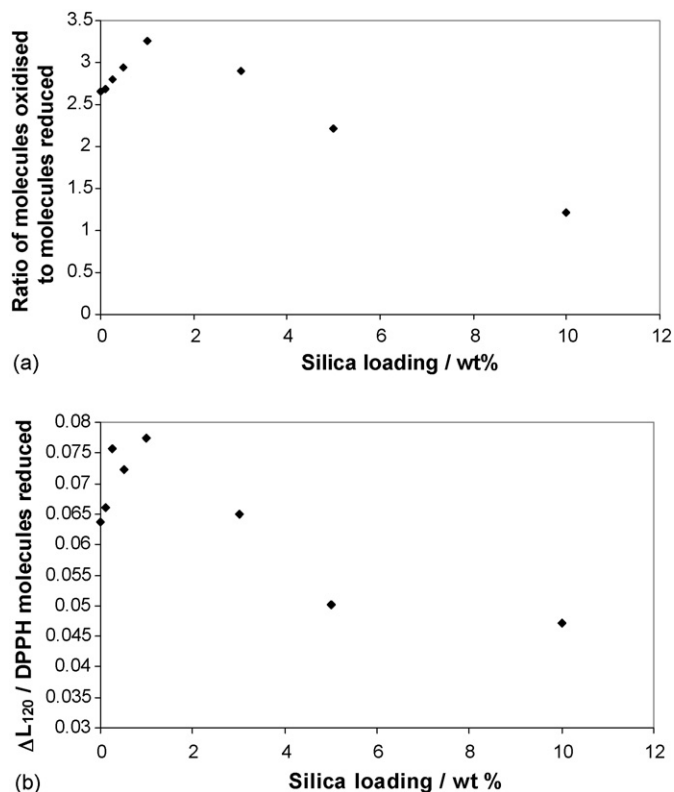 3.5
3
2.5
2
1.5
1
0.5
0
0 2 4 6 8 10 12
Ratio of molecules oxidised
to molecules reduced
Silica loading / wt%
(a)
0.08
0.075
0.07
0.065
0.06
0.055
0.05
0.045
0.04
0.035
0.03
0 2 4 6 8 10 12
ΔL120 / DPPH molecules reduced
Silica loading / wt %
(b)